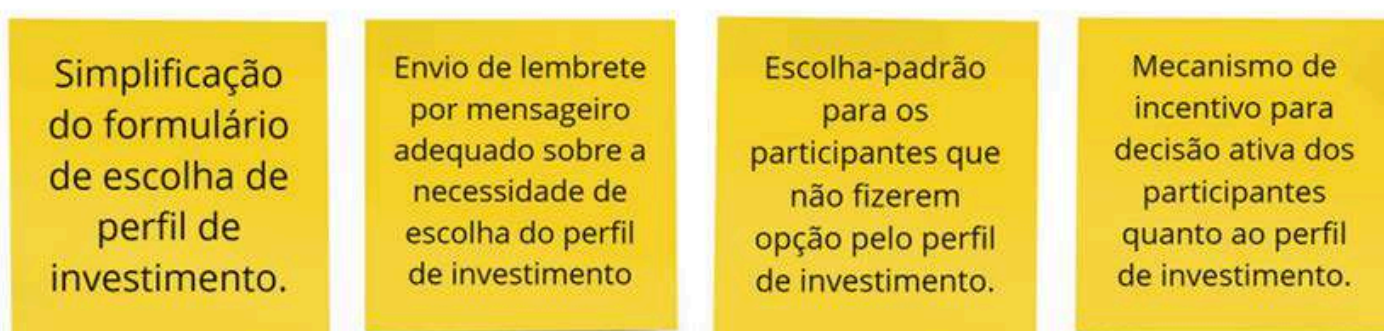 Simplificação
do formulário
de escolha de
perfil de
investimento.
Envio de lembrete
por mensageiro
adequado sobre a
necessidade de
escolha do perfil
de investimento
Escolha-padrão
para os
participantes que
não fizerem
opção pelo perfil
de investimento.
Mecanismo de
incentivo para
decisão ativa dos
participantes
quanto ao perfil
de investimento.